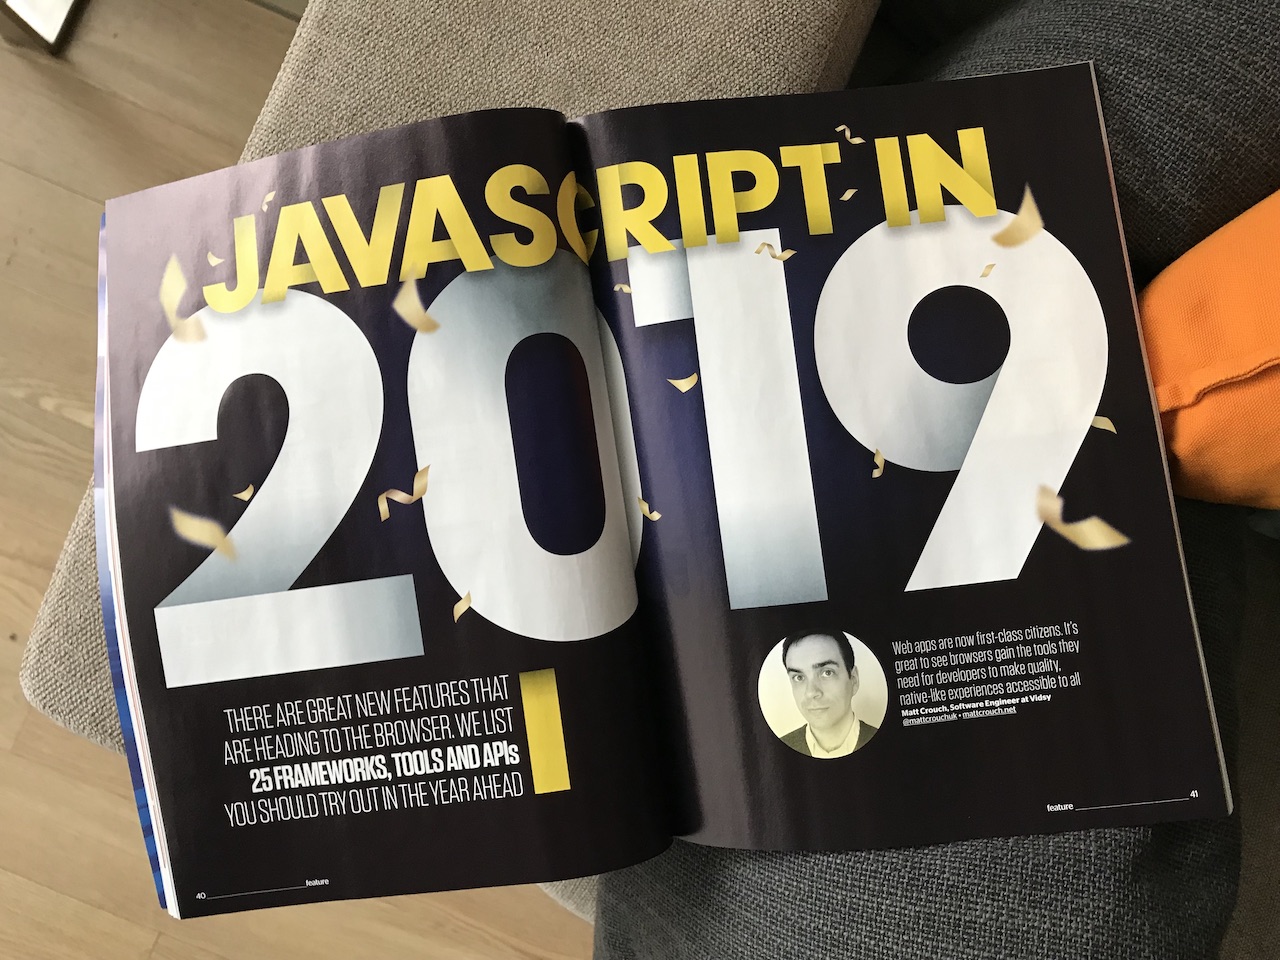 JAVASCRIPT IN
2019
THERE ARE GREAT NEW FEATURES THAT
ARE HEADING TO THE BROWSER. WE LIST
25 FRAMEWORKS, TOOLS AND APIs
YOU SHOULD TRY OUT IN THE YEAR AHEAD
Web apps are now first-class citizens. It's
great to see browsers gain the tools they
need for developers to make quality,
native-like experiences accessible to all
Matt Crouch, Software Engineer at Vidsy
@mattcrouchuk • mattcrouch.net
40 feature
feature 41